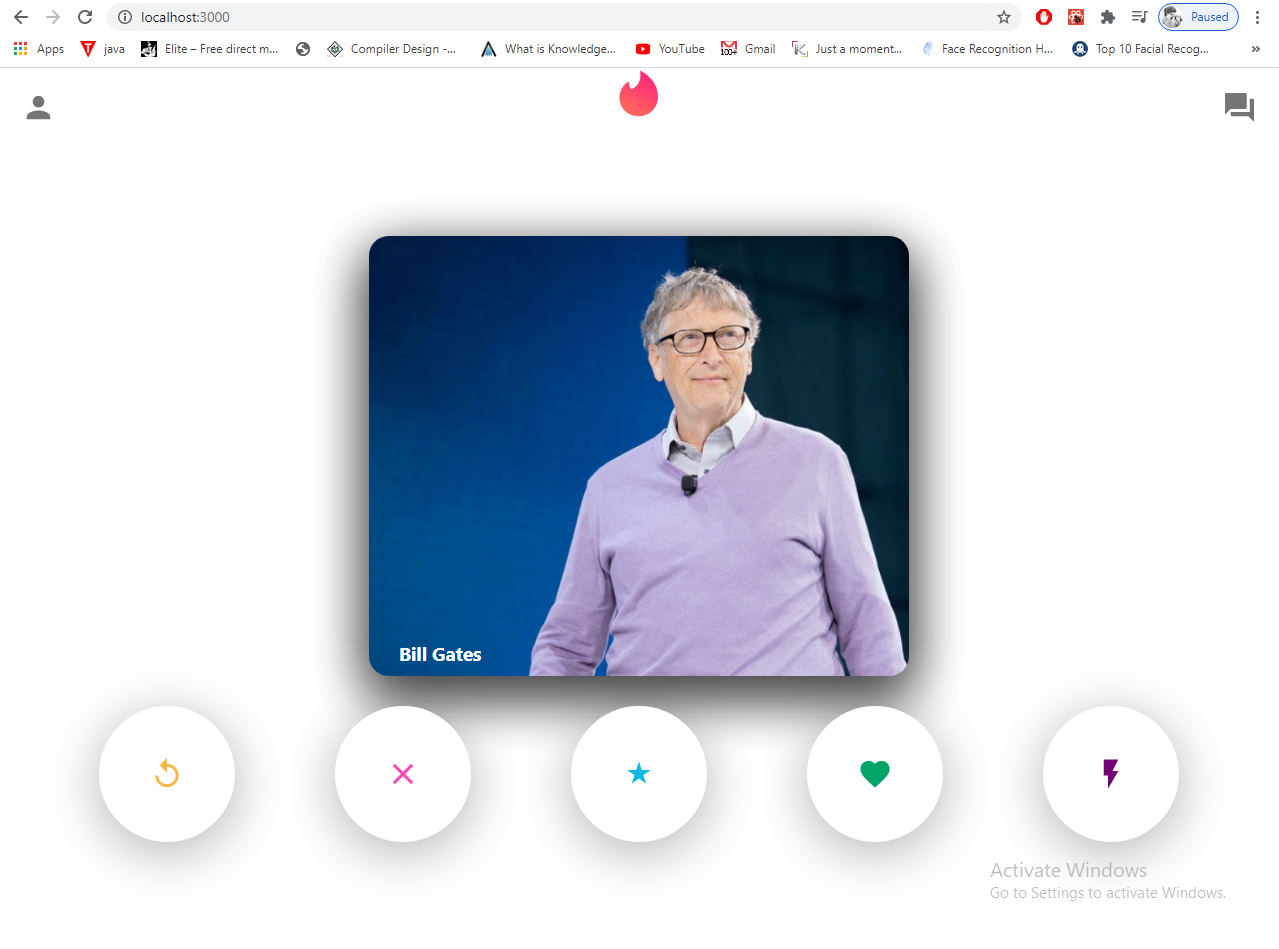 localhost:3000
Paused
Apps
java
Elite – Free direct m...
Compiler Design -...
What is Knowledge...
YouTube
100+
Gmail
Just a moment...
Face Recognition H...
Top 10 Facial Recog...
»
Bill Gates
Activate Windows
Go to Settings to activate Windows.